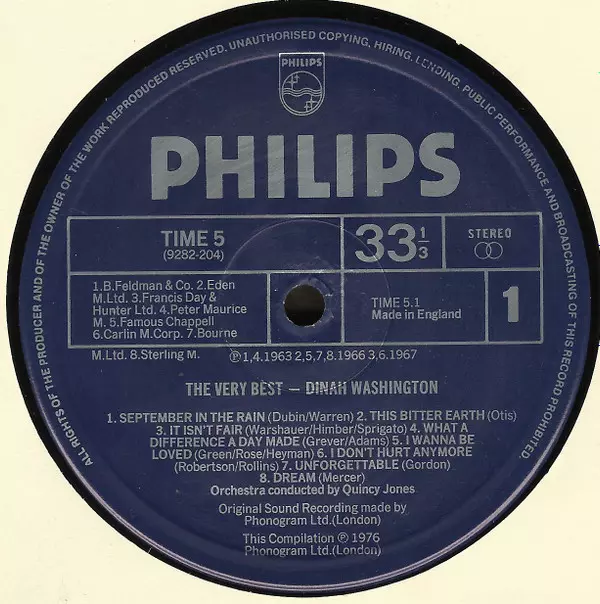 ALL RIGHTS OF THE PRODUCER AND OF THE OWNER OF THE WORK REPRODUCED RESERVED. UNAUTHORISED COPYING, HIRING, LENDING, PUBLIC PERFORMANCE AND BROADCASTING OF THIS RECORD PROHIBITED.
PHILIPS
PHILIPS
TIME 5
(9282-204)
33 1/3
STEREO
1.B.Feldman & Co. 2.Eden
M.Ltd. 3.Francis Day &
Hunter Ltd. 4.Peter Maurice
M. 5.Famous Chappell
6.Carlin M.Corp. 7.Bourne
M.Ltd. 8.Sterling M.
TIME 5.1
Made in England
1
Ⓟ1,4.1963 2,5,7,8.1966 3,6.1967
THE VERY BEST — DINAH WASHINGTON
1. SEPTEMBER IN THE RAIN (Dubin/Warren) 2. THIS BITTER EARTH (Otis)
3. IT ISN'T FAIR (Warshauer/Himber/Sprigato) 4. WHAT A
DIFFERENCE A DAY MADE (Grever/Adams) 5. I WANNA BE
LOVED (Green/Rose/Heyman) 6. I DON'T HURT ANYMORE
(Robertson/Rollins) 7. UNFORGETTABLE (Gordon)
8. DREAM (Mercer)
Orchestra conducted by Quincy Jones
Original Sound Recording made by
Phonogram Ltd.(London)
This Compilation Ⓟ 1976
Phonogram Ltd.(London)